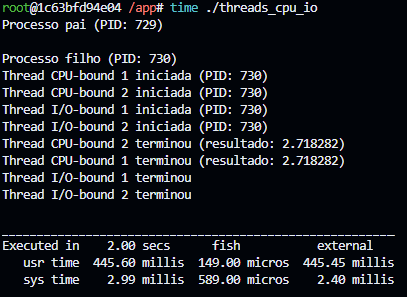 root@1c63bfd94e04 /app# time ./threads_cpu_io
Processo pai (PID: 729)

Processo filho (PID: 730)
Thread CPU-bound 1 iniciada (PID: 730)
Thread CPU-bound 2 iniciada (PID: 730)
Thread I/O-bound 1 iniciada (PID: 730)
Thread I/O-bound 2 iniciada (PID: 730)
Thread CPU-bound 2 terminou (resultado: 2.718282)
Thread CPU-bound 1 terminou (resultado: 2.718282)
Thread I/O-bound 1 terminou
Thread I/O-bound 2 terminou

________________________________________________________
Executed in    2.00 secs      fish           external
   usr time  445.60 millis  149.00 micros  445.45 millis
   sys time    2.99 millis  589.00 micros    2.40 millis